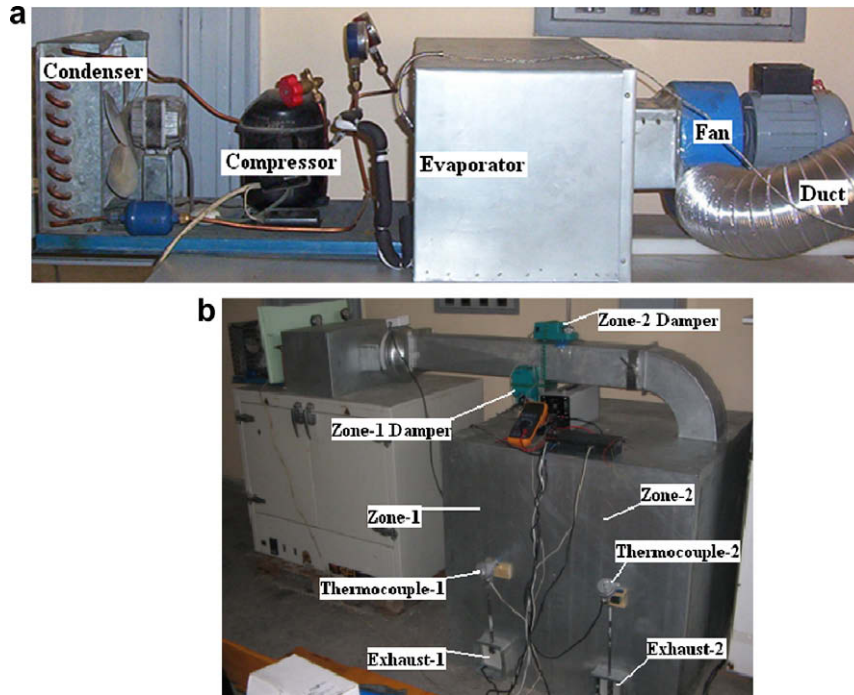 a
Condenser
Compressor
Evaporator
Fan
Duct
b
Zone-2 Damper
Zone-1 Damper
Zone-1
Zone-2
Thermocouple-2
Thermocouple-1
Exhaust-1
Exhaust-2